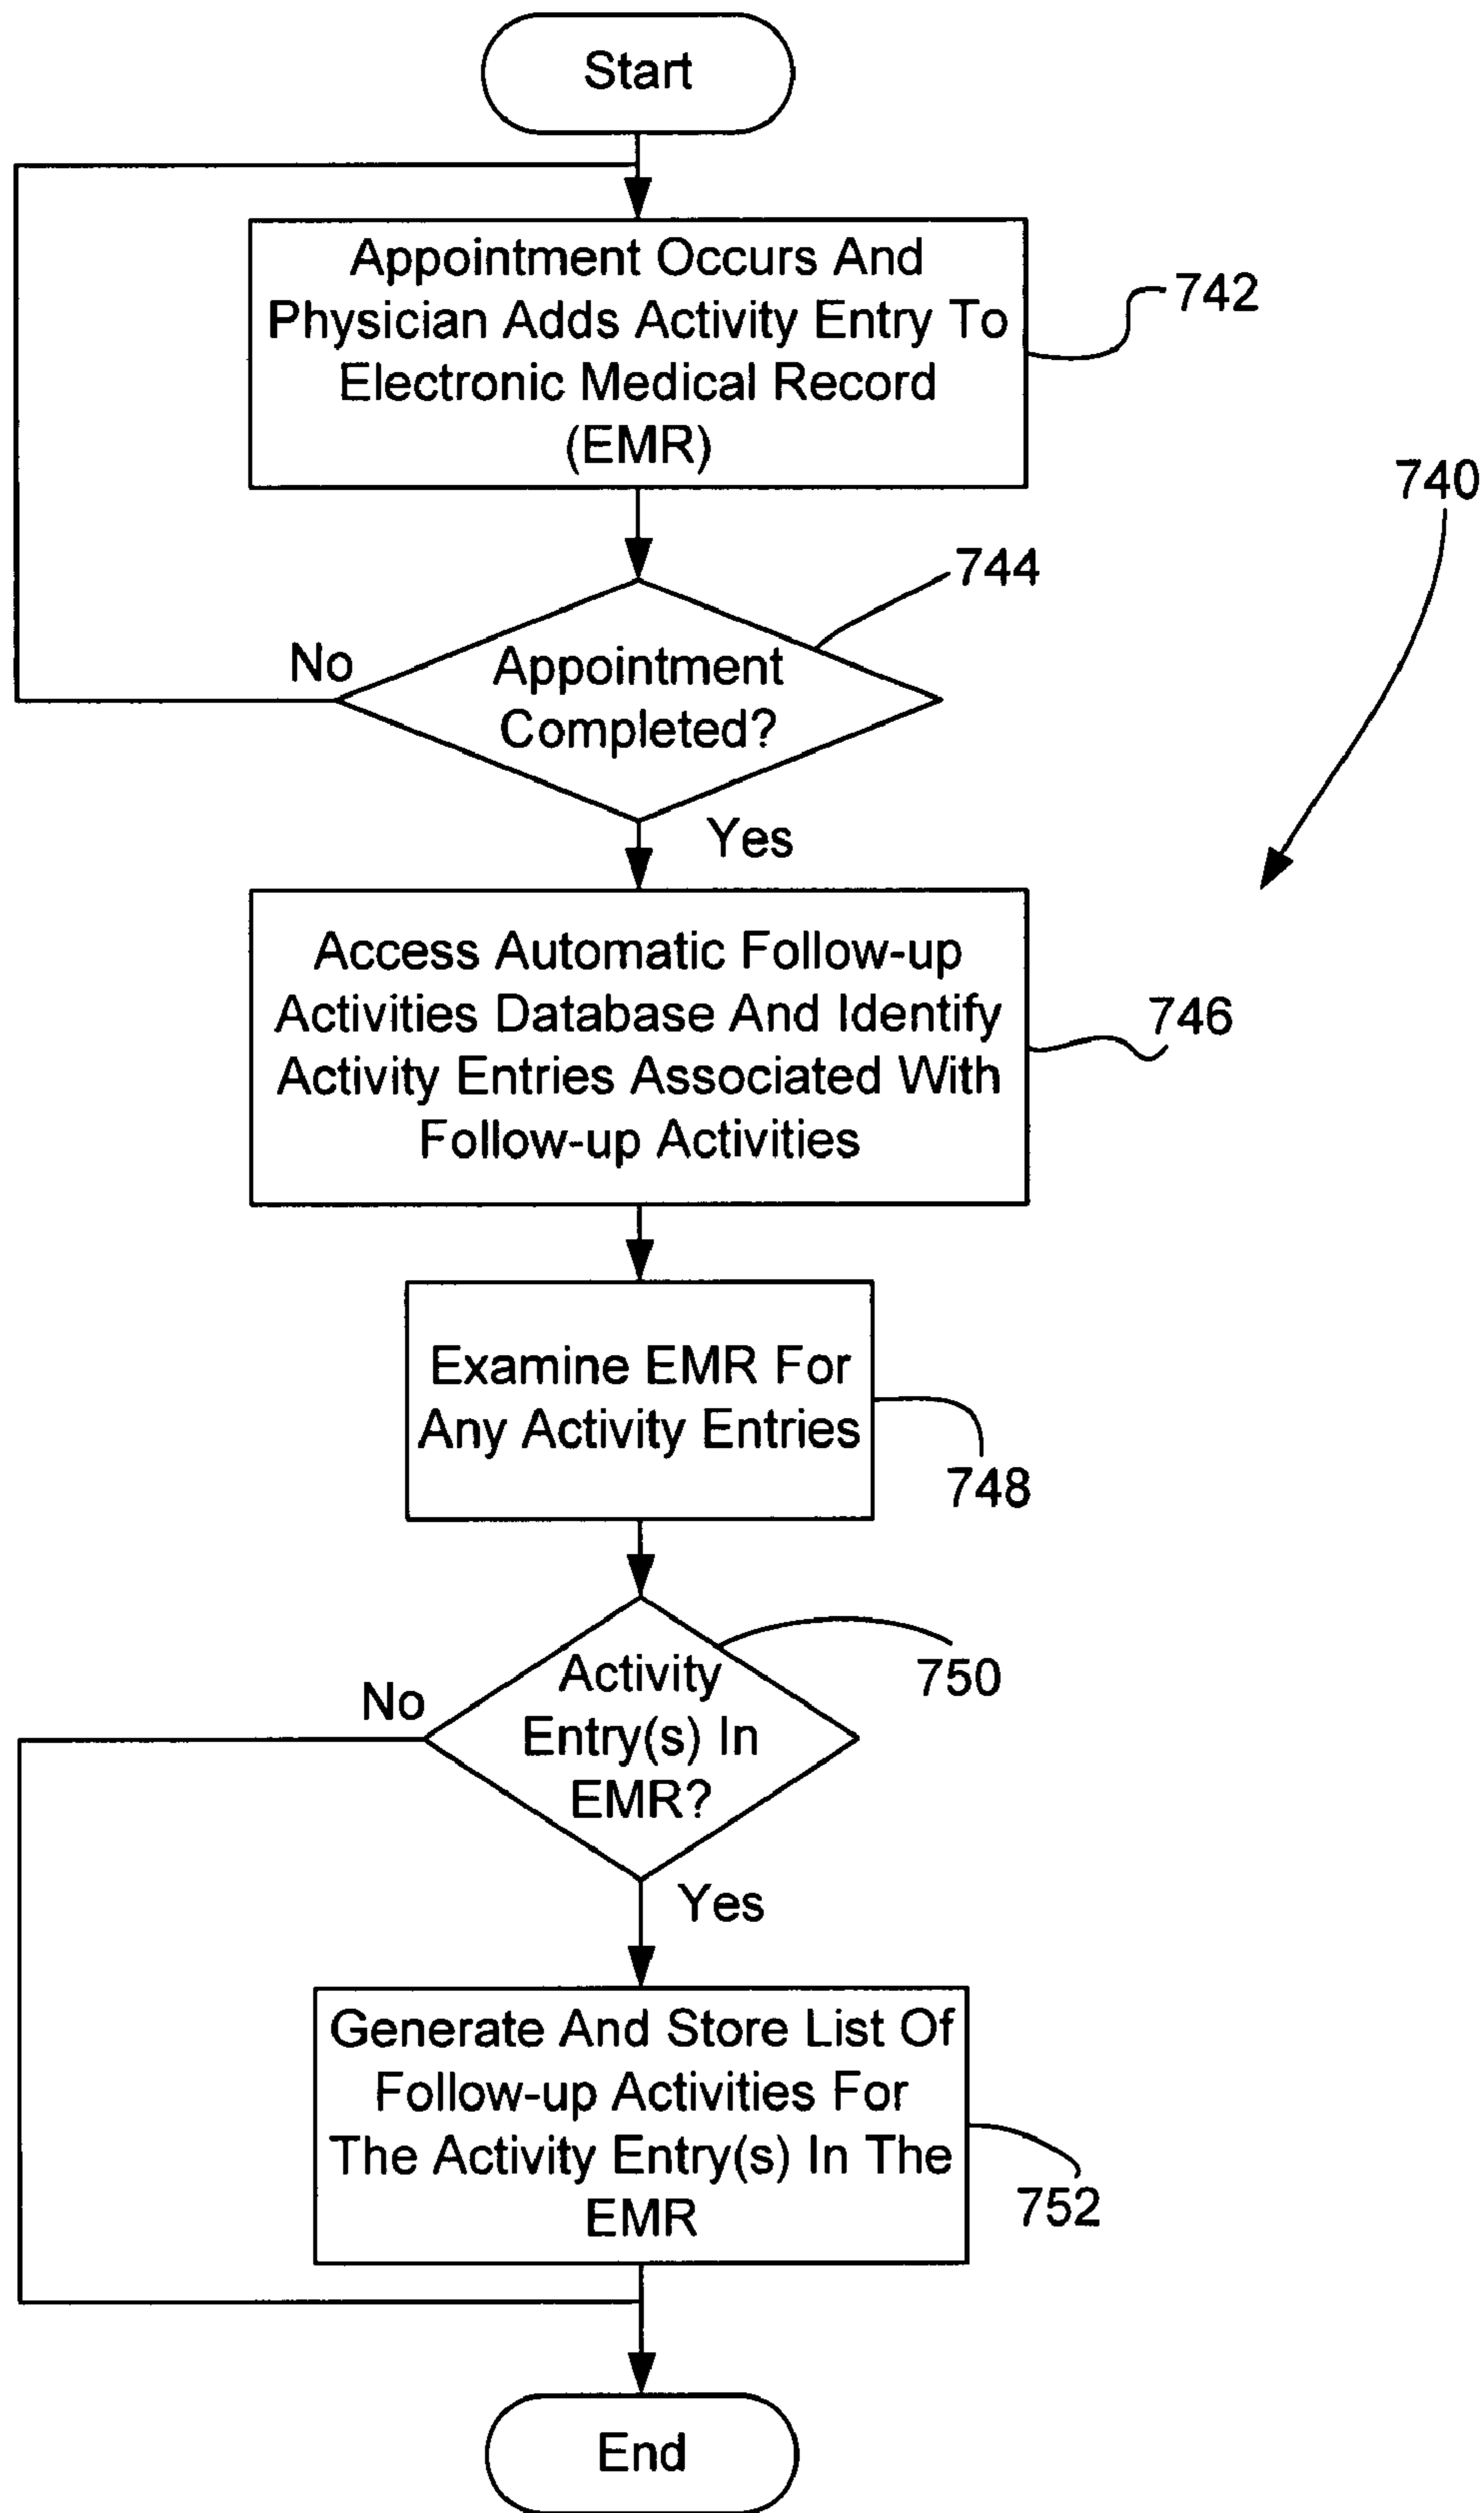 Start
Appointment Occurs And
Physician Adds Activity Entry To
Electronic Medical Record
(EMR)
742
740
744
No
Appointment
Completed?
Yes
Access Automatic Follow-up
Activities Database And Identify
Activity Entries Associated With
Follow-up Activities
746
Examine EMR For
Any Activity Entries
748
750
No
Activity
Entry(s) In
EMR?
Yes
Generate And Store List Of
Follow-up Activities For
The Activity Entry(s) In The
EMR
752
End